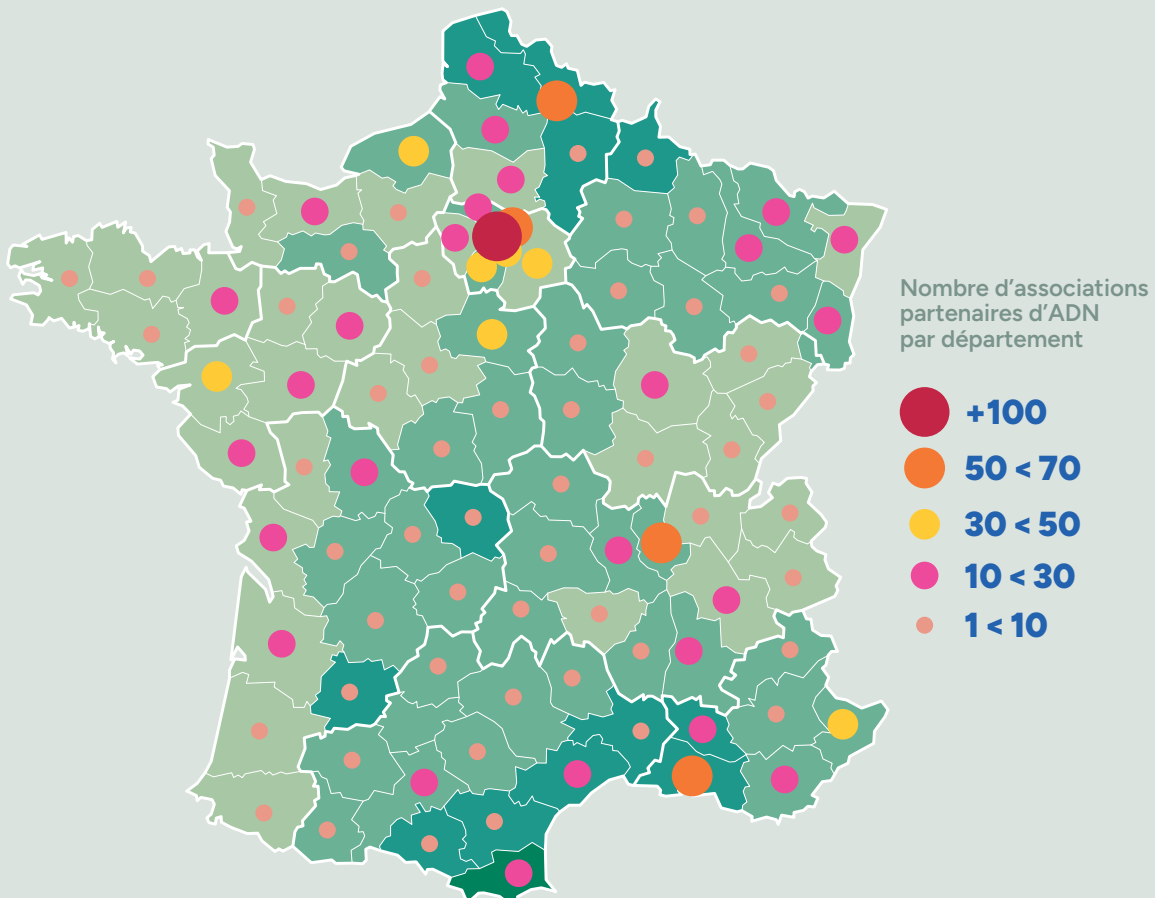 Nombre d’associations
partenaires d’ADN
par département
+100
50 < 70
30 < 50
10 < 30
1 < 10